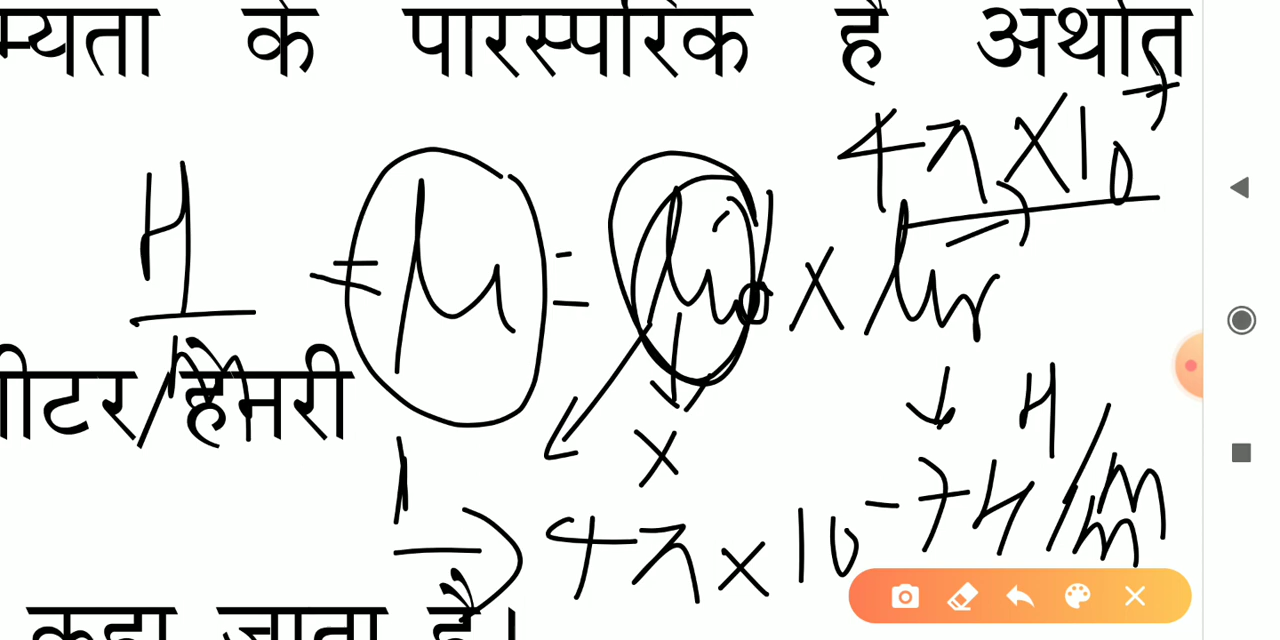 म्यता के पारस्परिक है अर्थात
4π × 10⁻⁷
H = μ = μ₀ × μr
मीटर/हेनरी
H/m
4π × 10⁻⁷ H/m
कहा जाता है।